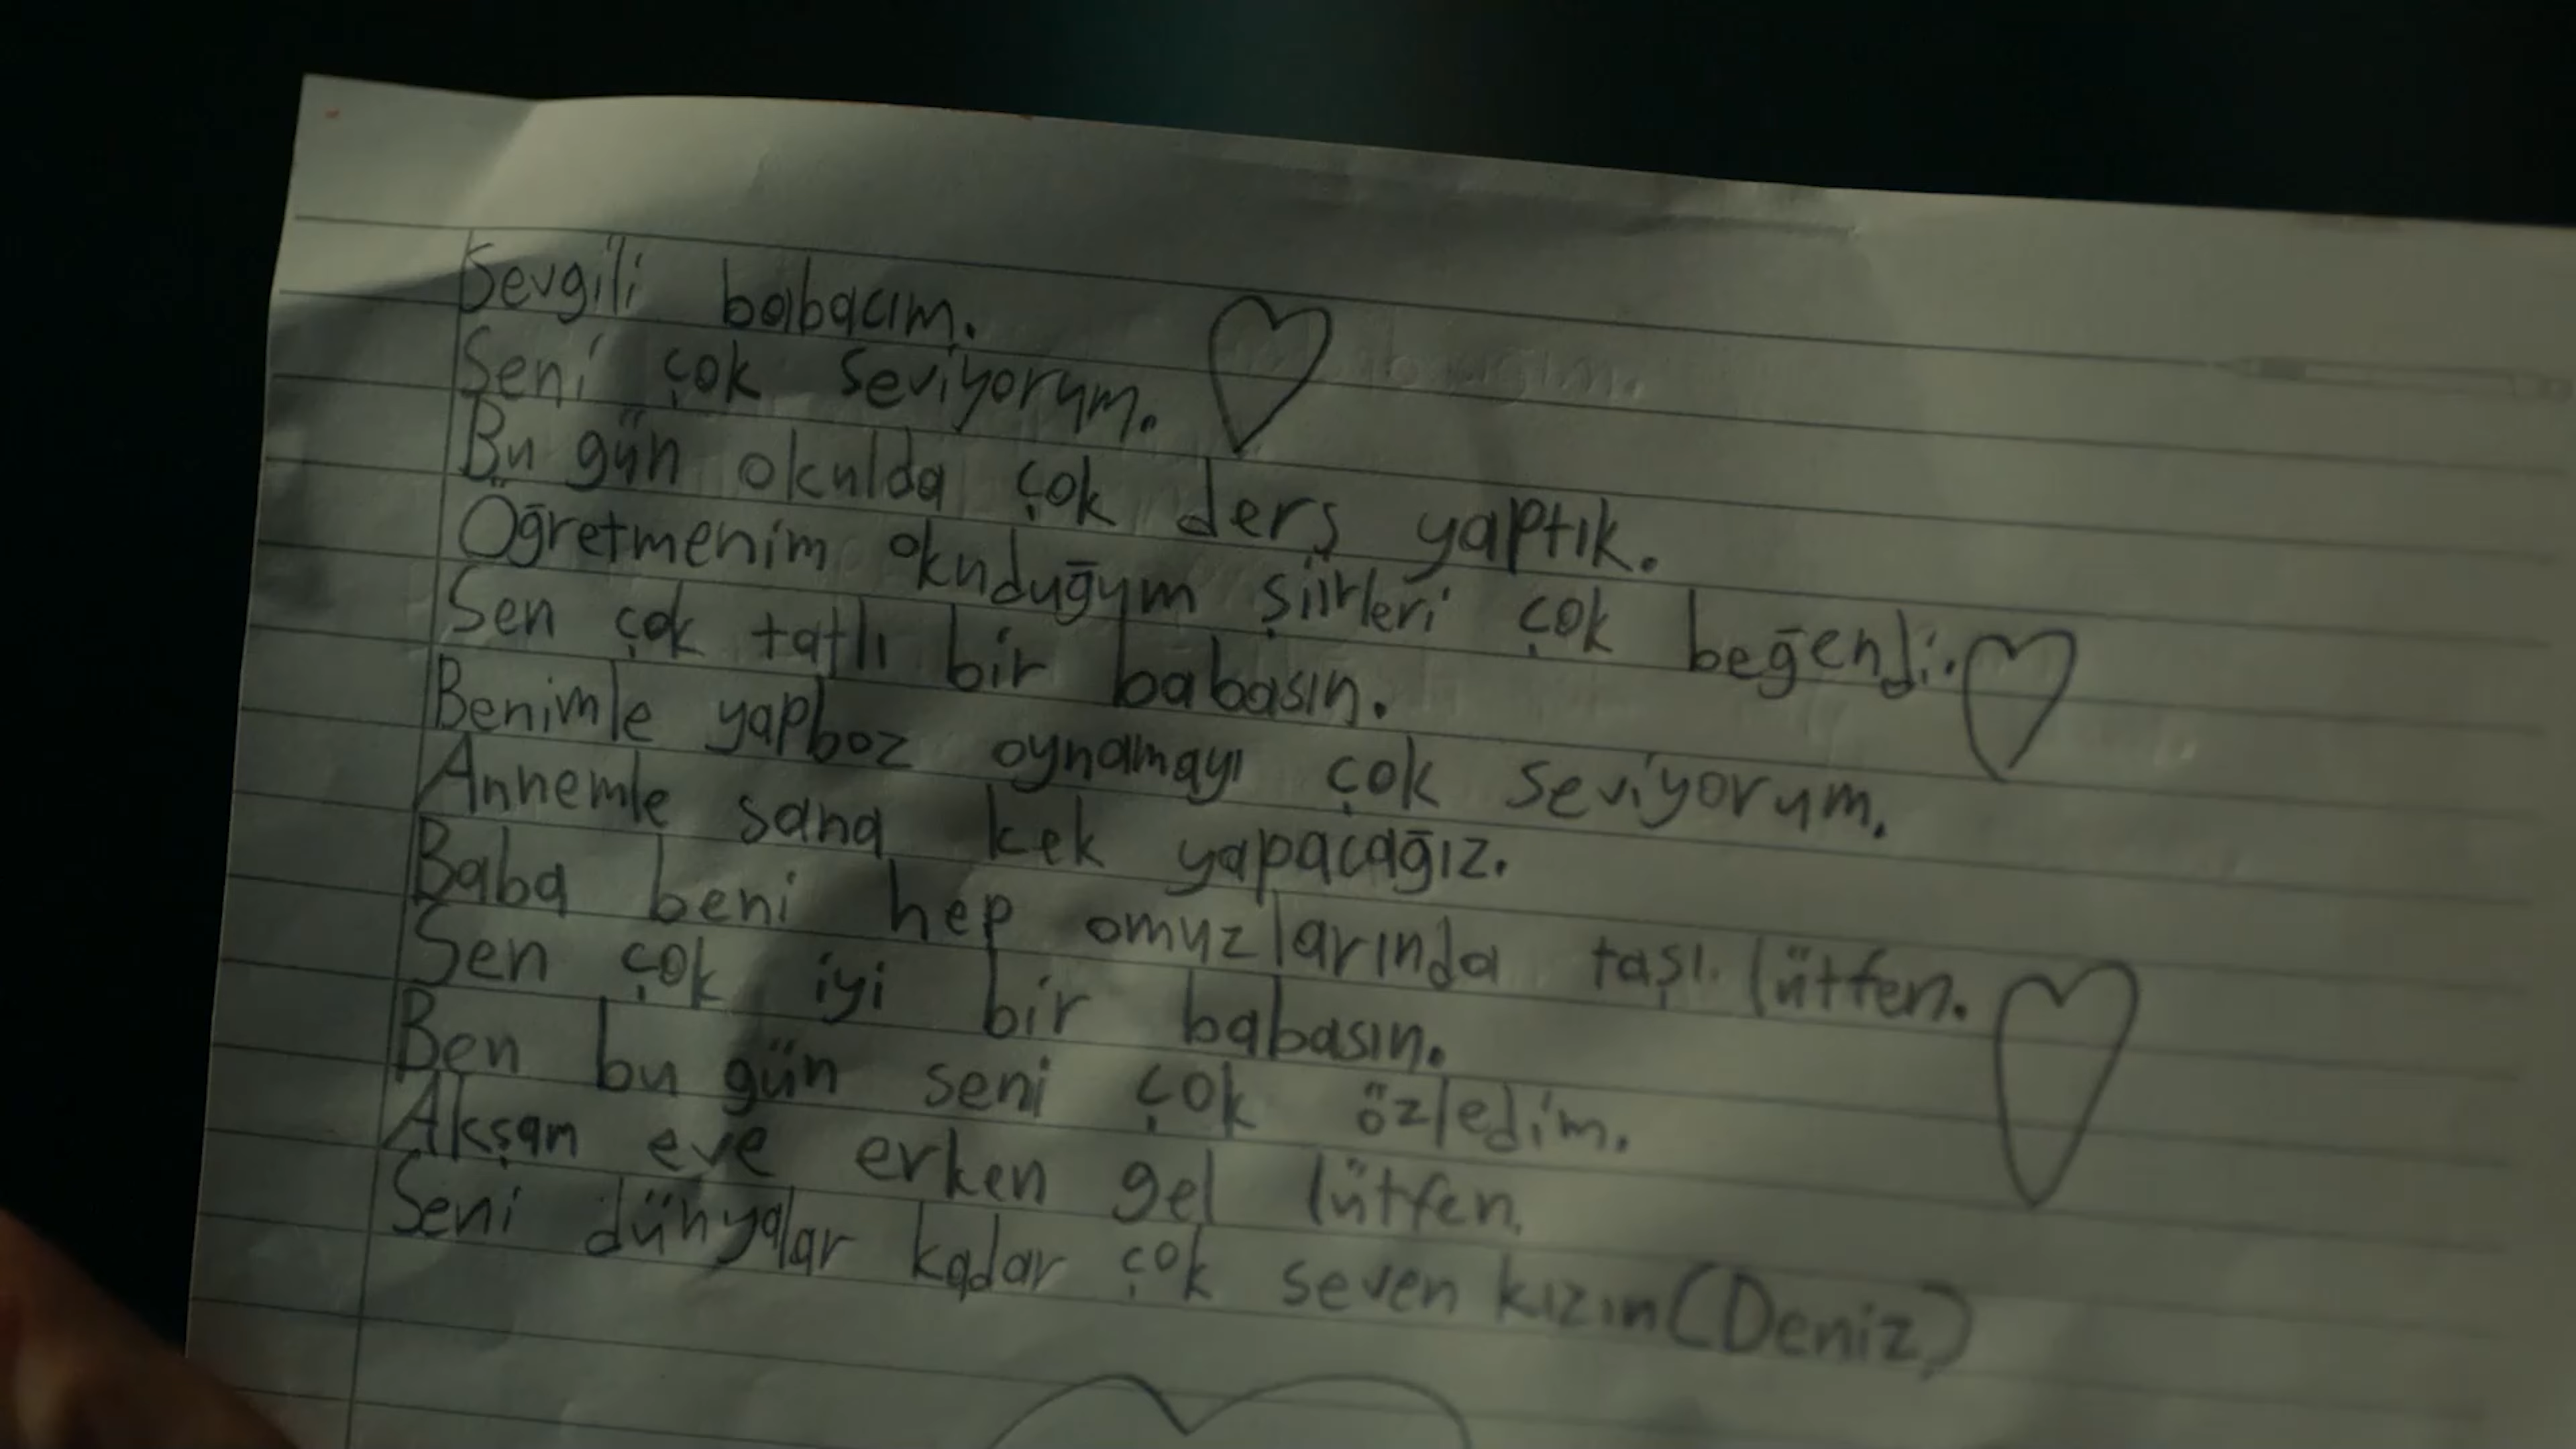 Sevgili babacım.
Seni çok seviyorum.
Bu gün okulda çok ders yaptık.
Öğretmenim okuduğum şiirleri çok beğendi.
Sen çok tatlı bir babasın.
Benimle yapboz oynamayı çok seviyorum.
Annemle sana kek yapacağız.
Baba beni hep omuzlarında taşı lütfen.
Sen çok iyi bir babasın.
Ben bu gün seni çok özledim.
Akşam eve erken gel lütfen.
Seni dünyalar kadar çok seven kızın (Deniz)